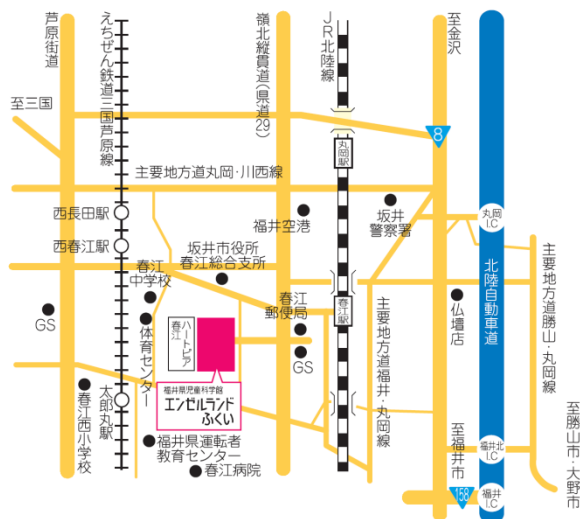 芦原街道
えちぜん鉄道三国芦原線
嶺北縦貫道(県道29)
JR北陸線
至金沢
至三国
8
丸岡駅
主要地方道丸岡・川西線
西長田駅
福井空港
坂井
警察署
丸岡
I.C
西春江駅
坂井市役所
春江総合支所
春江
中学校
北陸自動車道
主要地方道勝山・丸岡線
GS
体育センター
春江
郵便局
春江駅
主要地方道福井・丸岡線
仏壇店
ハートピア
春江
GS
福井県児童科学館
エンゼルランド
ふくい
春江西小学校
太郎丸駅
福井県運転者
教育センター
春江病院
至福井市
福井北
I.C
至勝山市・大野市
158
福井
I.C